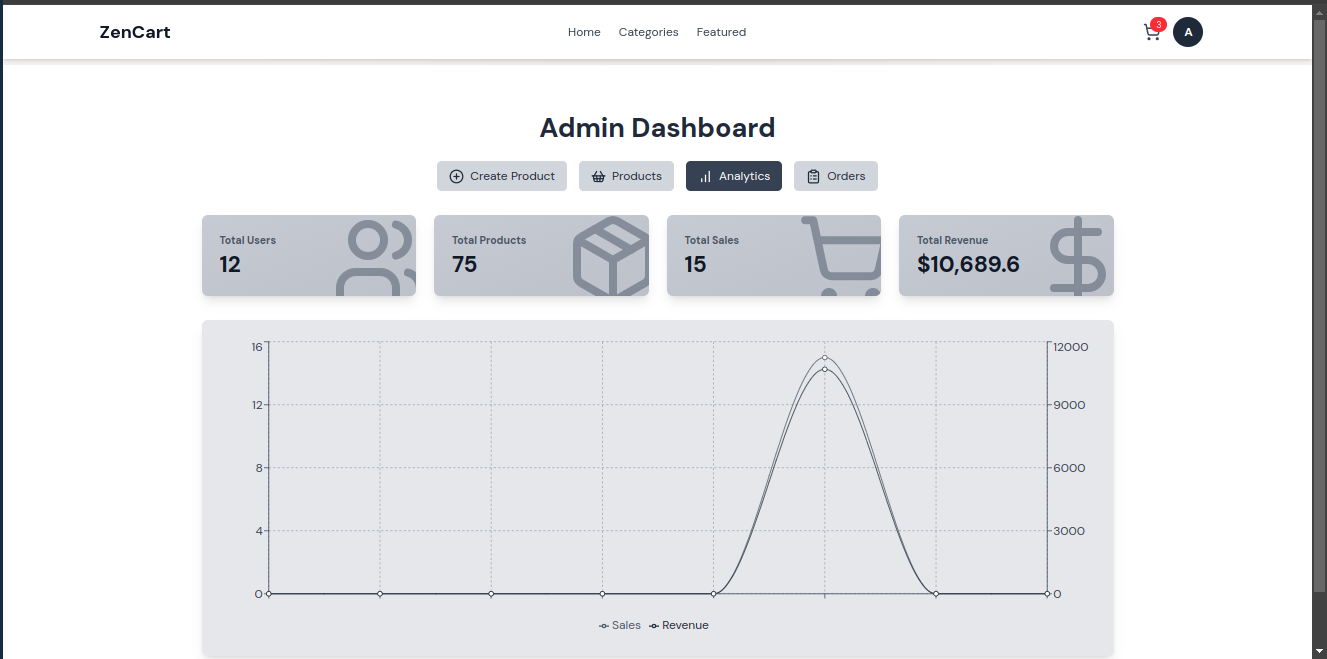 ZenCart
Home Categories Featured
3
A
Admin Dashboard
Create Product Products Analytics Orders
Total Users
12
Total Products
75
Total Sales
15
Total Revenue
$10,689.6
16 12000
12 9000
8 6000
4 3000
0 0
Sales Revenue